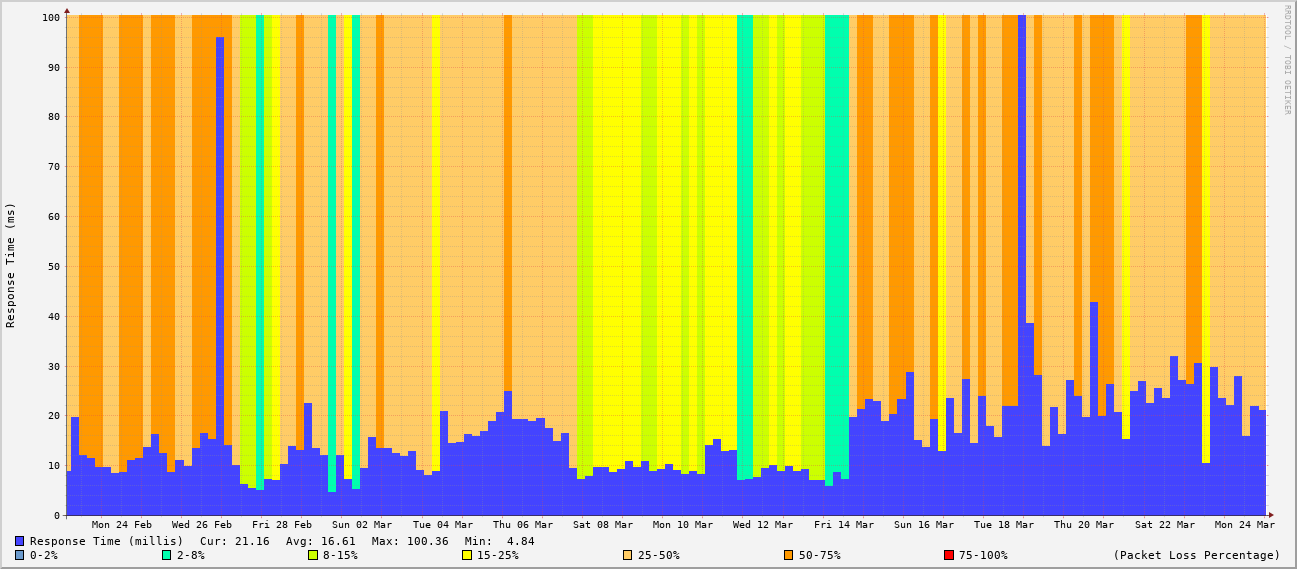 100
90
80
70
60
50
40
30
20
10
0
Response Time (ms)
RRDTOOL / TOBI OETIKER
Mon 24 Feb Wed 26 Feb Fri 28 Feb Sun 02 Mar Tue 04 Mar Thu 06 Mar Sat 08 Mar Mon 10 Mar Wed 12 Mar Fri 14 Mar Sun 16 Mar Tue 18 Mar Thu 20 Mar Sat 22 Mar Mon 24 Mar
Response Time (millis) Cur: 21.16 Avg: 16.61 Max: 100.36 Min: 4.84
0-2% 2-8% 8-15% 15-25% 25-50% 50-75% 75-100% (Packet Loss Percentage)